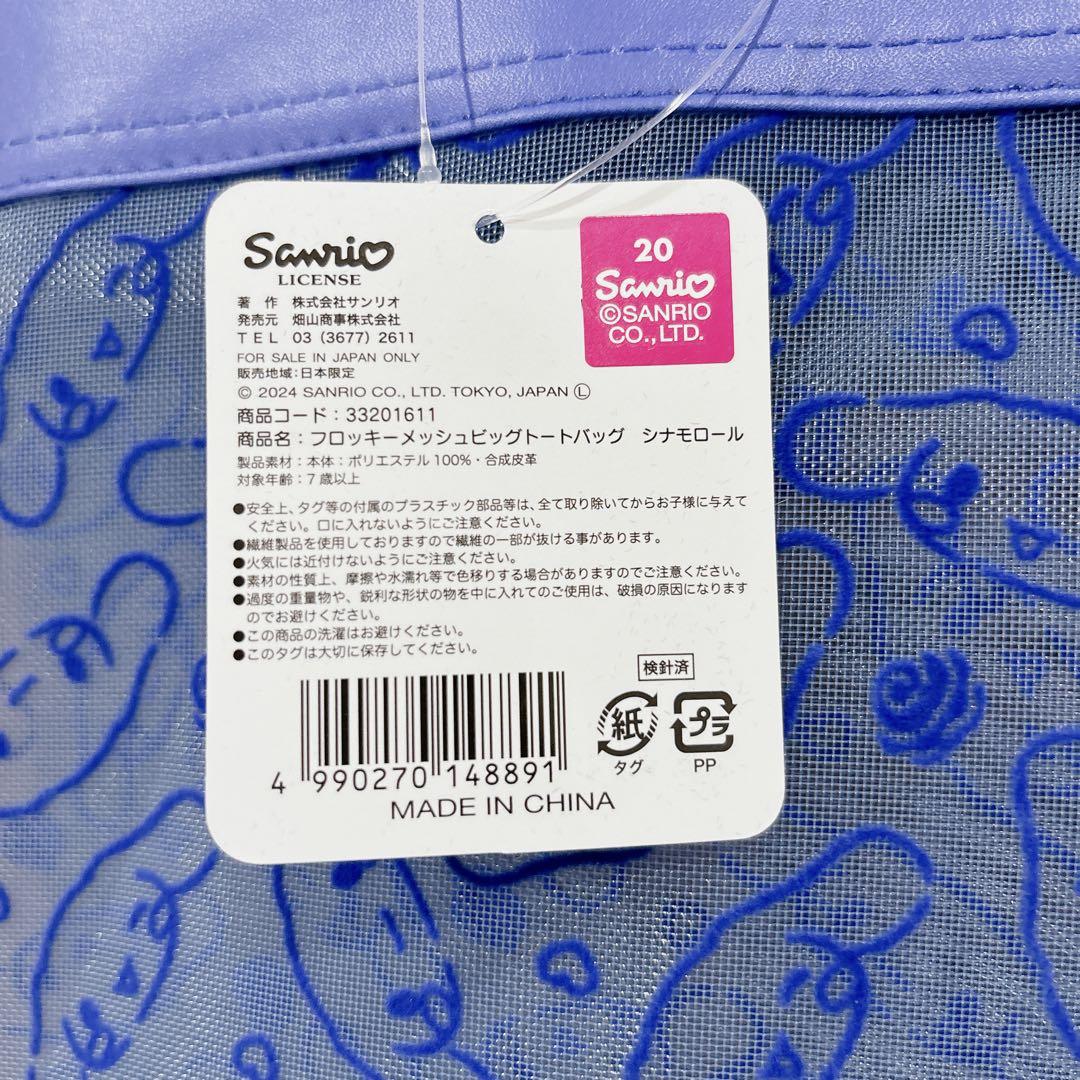 Sanrio
LICENSE
著 作 株式会社サンリオ
発売元 畑山商事株式会社
TEL 03 (3677) 2611
FOR SALE IN JAPAN ONLY
販売地域:日本限定
© 2024 SANRIO CO., LTD. TOKYO, JAPAN Ⓛ
商品コード:33201611
商品名:フロッキーメッシュビッグトートバッグ シナモロール
製品素材:本体:ポリエステル100%・合成皮革
対象年齢:7歳以上
●安全上、タグ等の付属のプラスチック部品等は、全て取り除いてからお子様に与えて
ください。口に入れないようにご注意ください。
●繊維製品を使用しておりますので繊維の一部が抜ける事があります。
●火気には近付けないようにご注意ください。
●素材の性質上、摩擦や水濡れ等で色移りする場合がありますのでご注意ください。
●過度の重量物や、鋭利な形状の物を中に入れてのご使用は、破損の原因になります
のでお避けください。
●この商品の洗濯はお避けください。
●このタグは大切に保存してください。
20
Sanrio
©SANRIO
CO.,LTD.
検針済
紙
タグ
プラ
PP
4 990270 148891
MADE IN CHINA